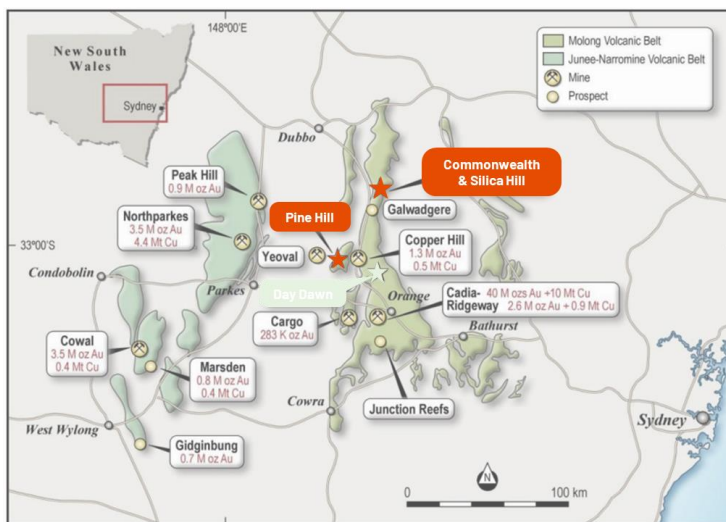 148°00'E
New South
Wales
Sydney
Molong Volcanic Belt
Junee-Narromine Volcanic Belt
Mine
Prospect
Dubbo
Commonwealth
& Silica Hill
Peak Hill
0.9 M oz Au
Pine Hill
Galwadgere
Northparkes
3.5 M oz Au
4.4 Mt Cu
33°00'S
Yeoval
Copper Hill
1.3 M oz Au
0.5 Mt Cu
Condobolin
Parkes
Day Dawn
Orange
Cadia- 40 M ozs Au +10 Mt Cu
Ridgeway 2.6 M oz Au + 0.9 Mt Cu
Cargo
283 K oz Au
Bathurst
Cowal
3.5 M oz Au
0.4 Mt Cu
Marsden
0.8 M oz Au
0.4 Mt Cu
Cowra
Junction Reefs
Sydney
West Wylong
Gidginbung
0.7 M oz Au
N
0 100 km